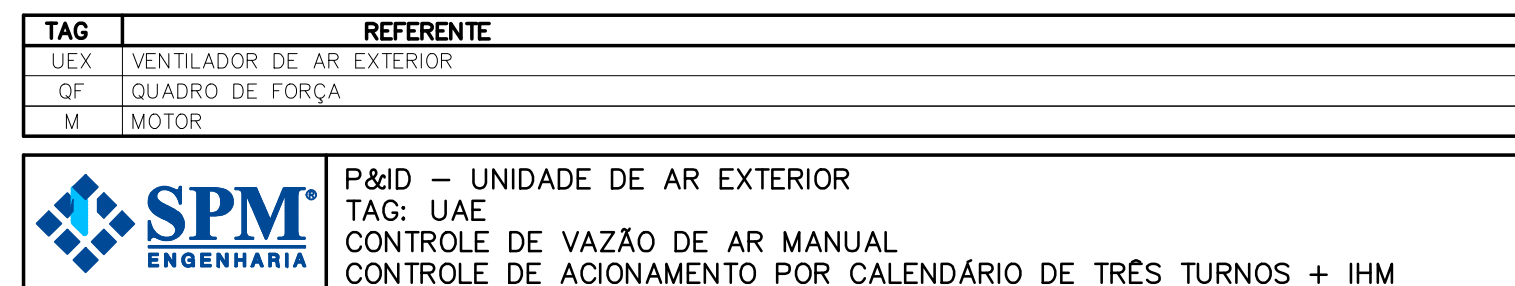 TAG REFERENTE
UEX VENTILADOR DE AR EXTERIOR
QF QUADRO DE FORÇA
M MOTOR
SPM®
ENGENHARIA
P&ID – UNIDADE DE AR EXTERIOR
TAG: UAE
CONTROLE DE VAZÃO DE AR MANUAL
CONTROLE DE ACIONAMENTO POR CALENDÁRIO DE TRÊS TURNOS + IHM